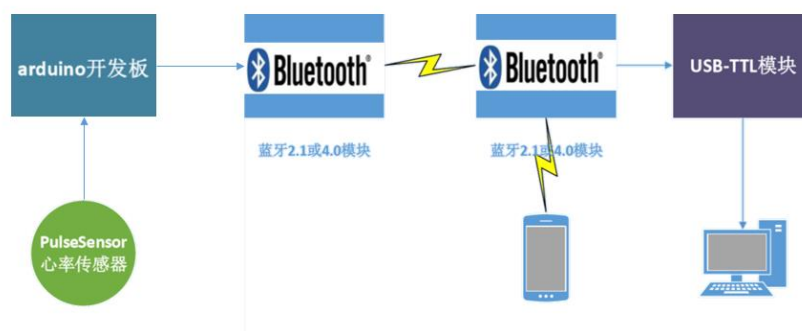 arduino开发板
Bluetooth®
Bluetooth®
USB-TTL模块
蓝牙2.1或4.0模块
蓝牙2.1或4.0模块
PulseSensor
心率传感器